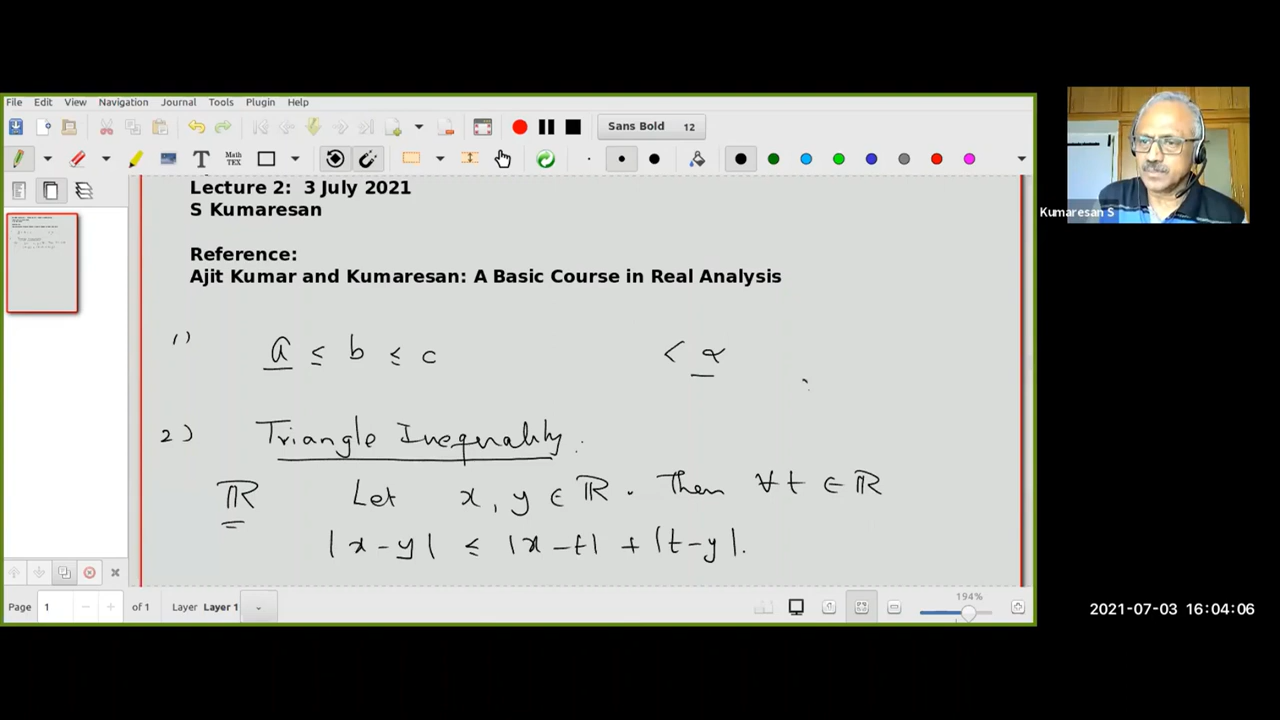 File Edit View Navigation Journal Tools Plugin Help
Sans Bold 12
T Math TEX
Lecture 2: 3 July 2021
S Kumaresan
Reference:
Ajit Kumar and Kumaresan: A Basic Course in Real Analysis
1) a ≤ b ≤ c < α
2) Triangle Inequality.
ℝ Let x, y ∈ ℝ. Then ∀ t ∈ ℝ
|x-y| ≤ |x-t| + |t-y|.
Page 1 of 1 Layer Layer 1 194%
Kumaresan S
2021-07-03 16:04:06